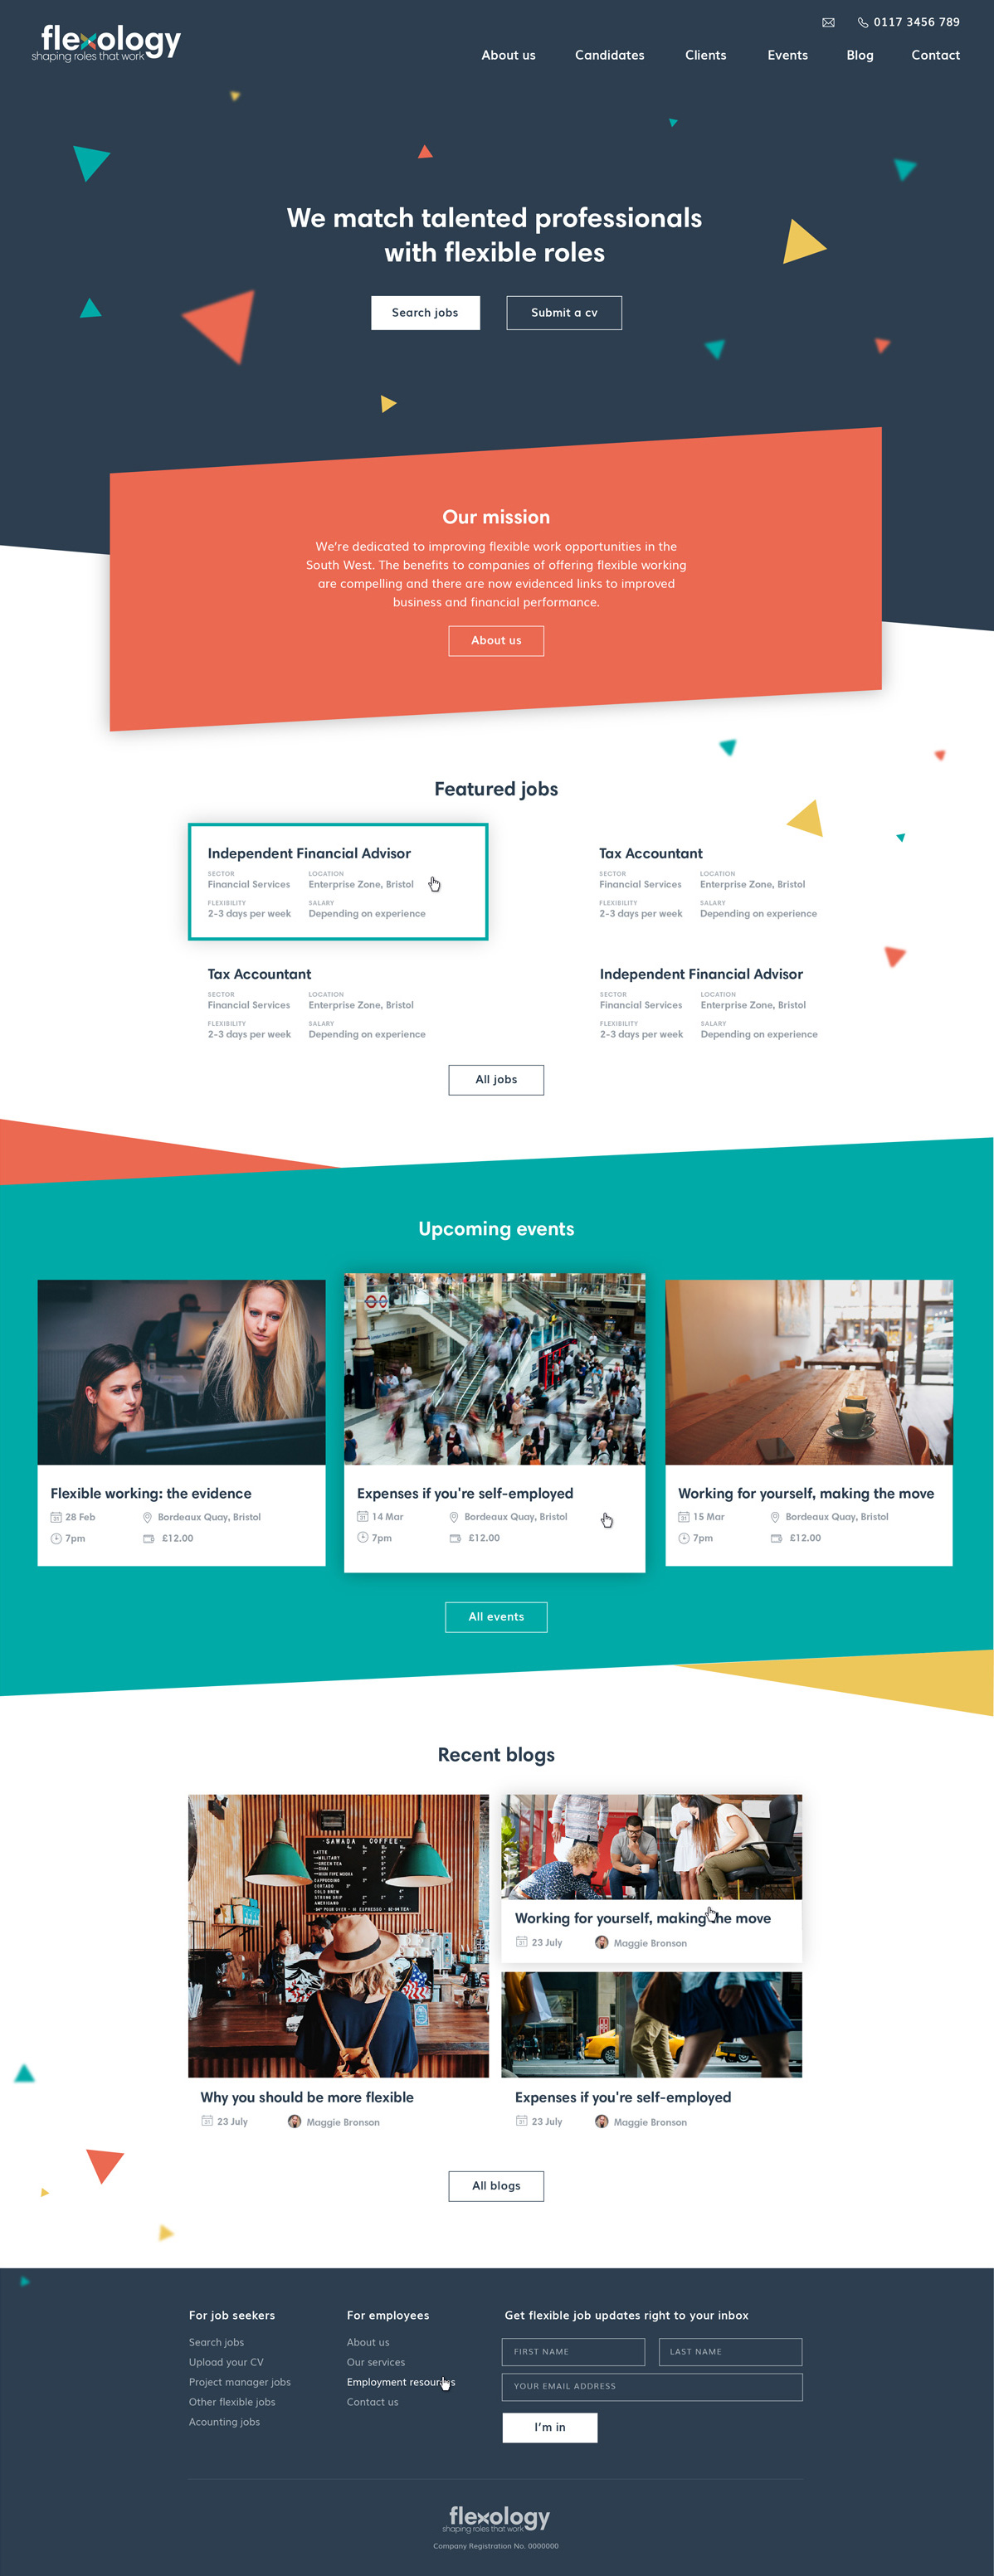 flexology
shaping roles that work
0117 3456 789
About us
Candidates
Clients
Events
Blog
Contact
We match talented professionals
with flexible roles
Search jobs
Submit a cv
Our mission
We're dedicated to improving flexible work opportunities in the
South West. The benefits to companies of offering flexible working
are compelling and there are now evidenced links to improved
business and financial performance.
About us
Featured jobs
Independent Financial Advisor
SECTOR LOCATION
Financial Services Enterprise Zone, Bristol
FLEXIBILITY SALARY
2-3 days per week Depending on experience
Tax Accountant
SECTOR LOCATION
Financial Services Enterprise Zone, Bristol
FLEXIBILITY SALARY
2-3 days per week Depending on experience
Tax Accountant
SECTOR LOCATION
Financial Services Enterprise Zone, Bristol
FLEXIBILITY SALARY
2-3 days per week Depending on experience
Independent Financial Advisor
SECTOR LOCATION
Financial Services Enterprise Zone, Bristol
FLEXIBILITY SALARY
2-3 days per week Depending on experience
All jobs
Upcoming events
Flexible working: the evidence
28 Feb Bordeaux Quay, Bristol
7pm £12.00
Expenses if you're self-employed
14 Mar Bordeaux Quay, Bristol
7pm £12.00
Working for yourself, making the move
15 Mar Bordeaux Quay, Bristol
7pm £12.00
All events
Recent blogs
SAWADA COFFEE
LATTE
MILITARY
GREEN TEA
CAPPUCCINO
CORTADO
COLD BREW
STRONG DRIP
AMERICANO
Why you should be more flexible
23 July Maggie Bronson
Working for yourself, making the move
23 July Maggie Bronson
Expenses if you're self-employed
23 July Maggie Bronson
All blogs
For job seekers
Search jobs
Upload your CV
Project manager jobs
Other flexible jobs
Acounting jobs
For employees
About us
Our services
Employment resources
Contact us
Get flexible job updates right to your inbox
FIRST NAME
LAST NAME
YOUR EMAIL ADDRESS
I'm in
flexology
shaping roles that work
Company Registration No. 0000000